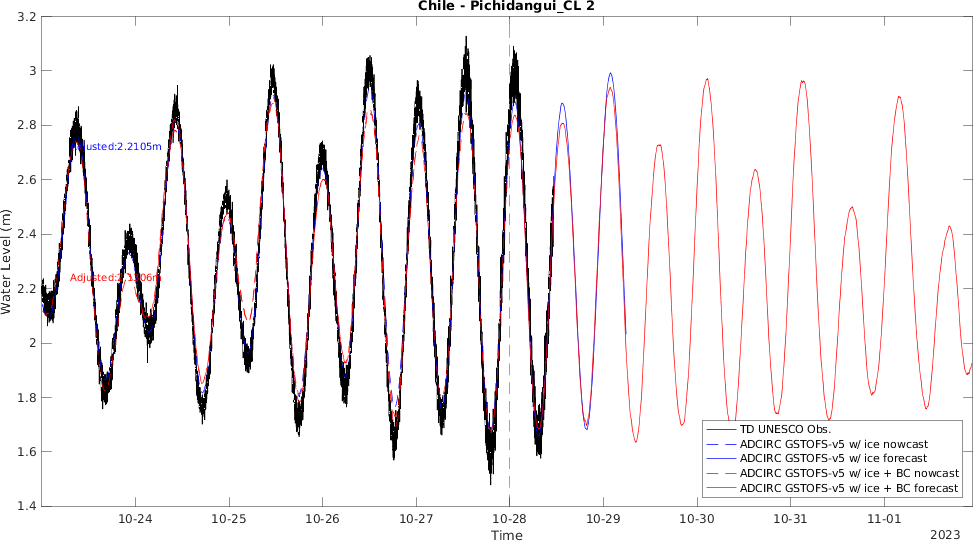 Chile - Pichidangui_CL 2
3.2
3
2.8
2.6
2.4
2.2
2
1.8
1.6
1.4
Water Level (m)
Adjusted:2.2105m
10-24
10-25
10-26
10-27
10-28
10-29
10-30
10-31
11-01
Time
2023
TD UNESCO Obs.
ADCIRC GSTOFS-v5 w/ ice nowcast
ADCIRC GSTOFS-v5 w/ ice forecast
ADCIRC GSTOFS-v5 w/ ice + BC nowcast
ADCIRC GSTOFS-v5 w/ ice + BC forecast